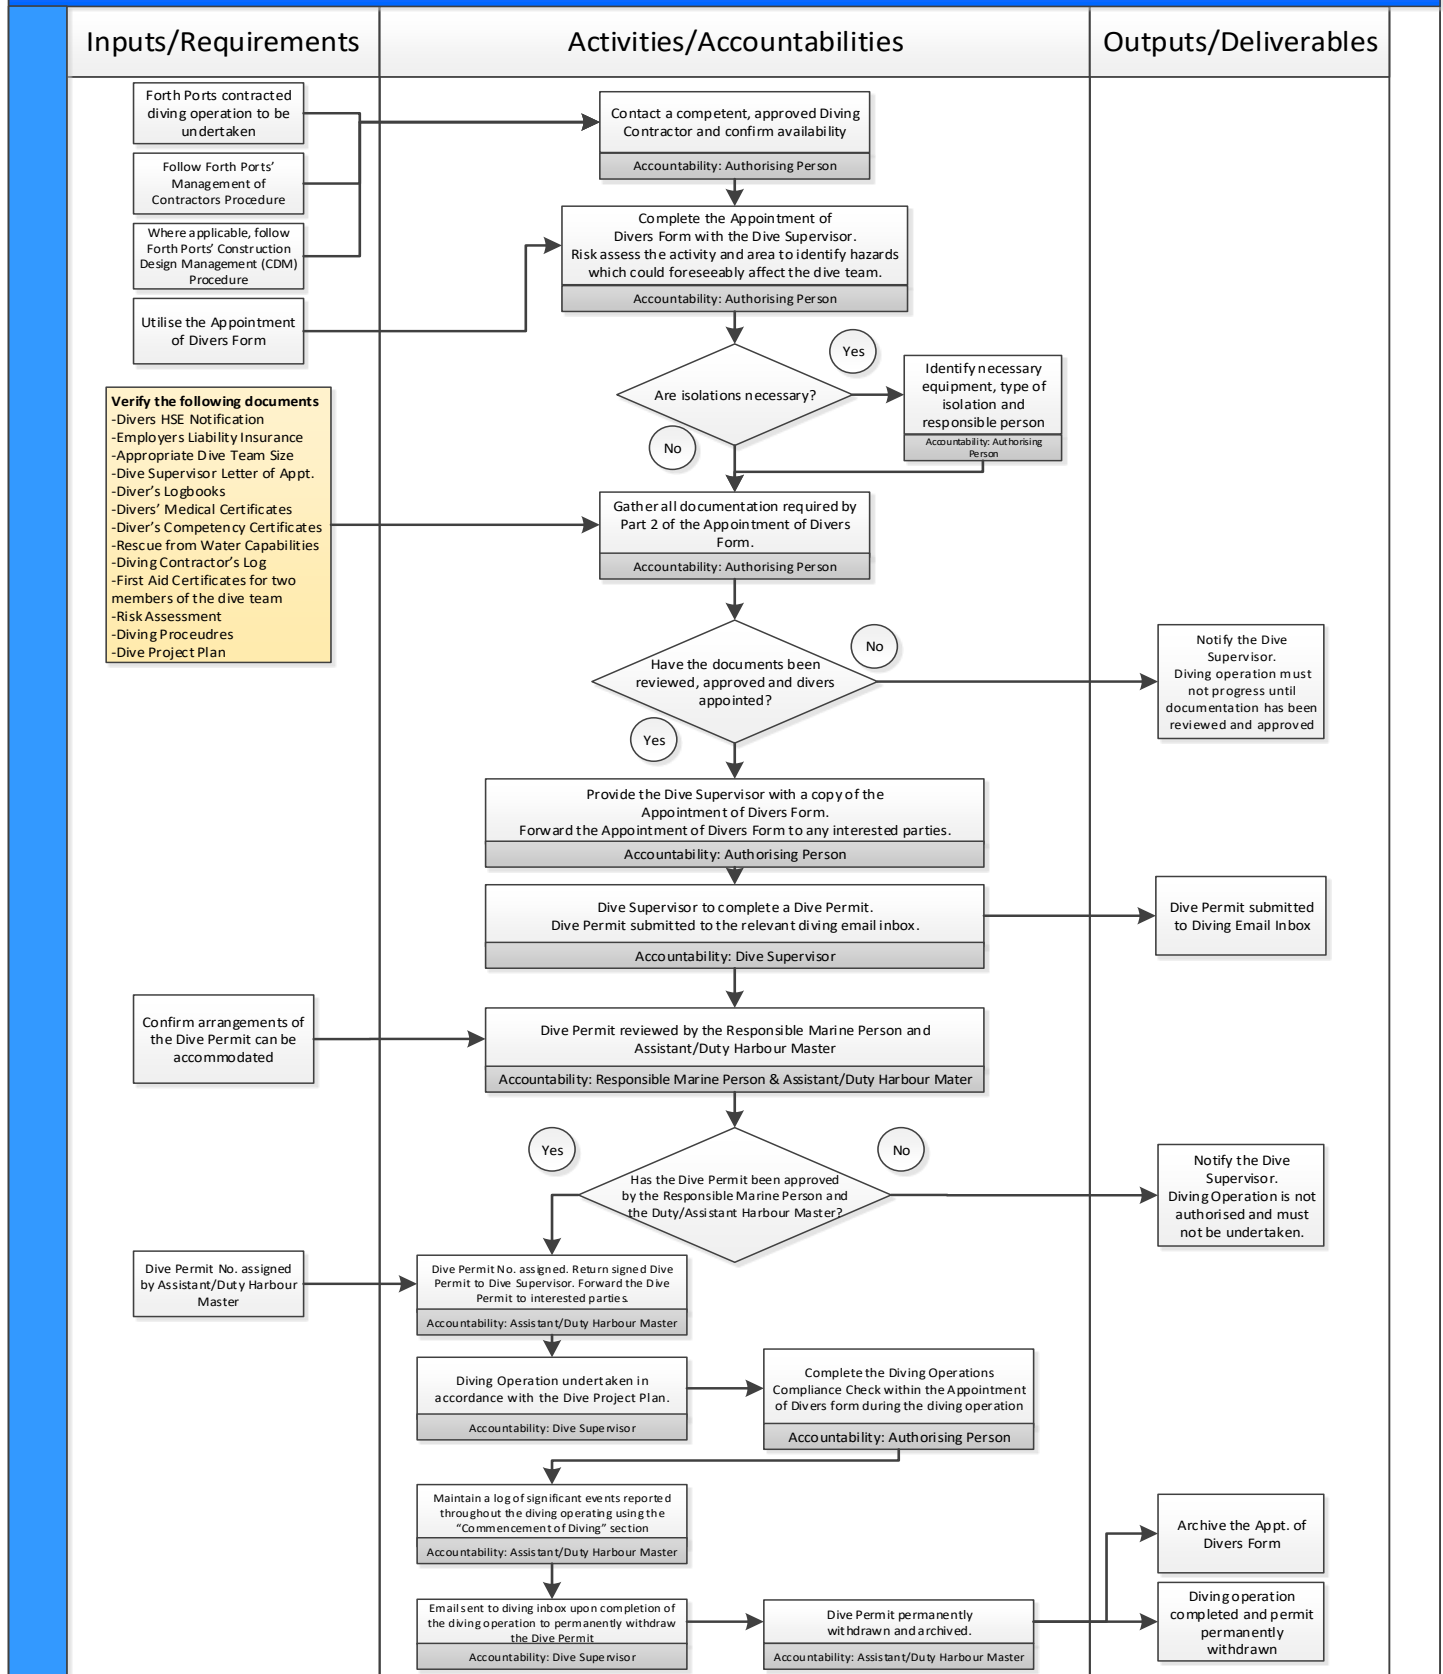 Inputs/Requirements
Activities/Accountabilities
Outputs/Deliverables
Forth Ports contracted
diving operation to be
undertaken
Follow Forth Ports'
Management of
Contractors Procedure
Where applicable, follow
Forth Ports' Construction
Design Management (CDM)
Procedure
Utilise the Appointment
of Divers Form
Contact a competent, approved Diving
Contractor and confirm availability
Accountability: Authorising Person
Complete the Appointment of
Divers Form with the Dive Supervisor.
Risk assess the activity and area to identify hazards
which could foreseeably affect the dive team.
Accountability: Authorising Person
Are isolations necessary?
Yes
No
Identify necessary
equipment, type of
isolation and
responsible person
Accountability: Authorising
Person
Verify the following documents
-Divers HSE Notification
-Employers Liability Insurance
-Appropriate Dive Team Size
-Dive Supervisor Letter of Appt.
-Diver's Logbooks
-Divers' Medical Certificates
-Diver's Competency Certificates
-Rescue from Water Capabilities
-Diving Contractor's Log
-First Aid Certificates for two
members of the dive team
-Risk Assessment
-Diving Proceudres
-Dive Project Plan
Gather all documentation required by
Part 2 of the Appointment of Divers
Form.
Accountability: Authorising Person
Have the documents been
reviewed, approved and divers
appointed?
No
Yes
Notify the Dive
Supervisor.
Diving operation must
not progress until
documentation has been
reviewed and approved
Provide the Dive Supervisor with a copy of the
Appointment of Divers Form.
Forward the Appointment of Divers Form to any interested parties.
Accountability: Authorising Person
Dive Supervisor to complete a Dive Permit.
Dive Permit submitted to the relevant diving email inbox.
Accountability: Dive Supervisor
Dive Permit submitted
to Diving Email Inbox
Confirm arrangements of
the Dive Permit can be
accommodated
Dive Permit reviewed by the Responsible Marine Person and
Assistant/Duty Harbour Master
Accountability: Responsible Marine Person & Assistant/Duty Harbour Mater
Yes
No
Has the Dive Permit been approved
by the Responsible Marine Person and
the Duty/Assistant Harbour Master?
Notify the Dive
Supervisor.
Diving Operation is not
authorised and must
not be undertaken.
Dive Permit No. assigned
by Assistant/Duty Harbour
Master
Dive Permit No. assigned. Return signed Dive
Permit to Dive Supervisor. Forward the Dive
Permit to interested parties.
Accountability: Assistant/Duty Harbour Master
Diving Operation undertaken in
accordance with the Dive Project Plan.
Accountability: Dive Supervisor
Complete the Diving Operations
Compliance Check within the Appointment
of Divers form during the diving operation
Accountability: Authorising Person
Maintain a log of significant events reported
throughout the diving operating using the
"Commencement of Diving" section
Accountability: Assistant/Duty Harbour Master
Email sent to diving inbox upon completion of
the diving operation to permanently withdraw
the Dive Permit
Accountability: Dive Supervisor
Dive Permit permanently
withdrawn and archived.
Accountability: Assistant/Duty Harbour Master
Archive the Appt. of
Divers Form
Diving operation
completed and permit
permanently
withdrawn